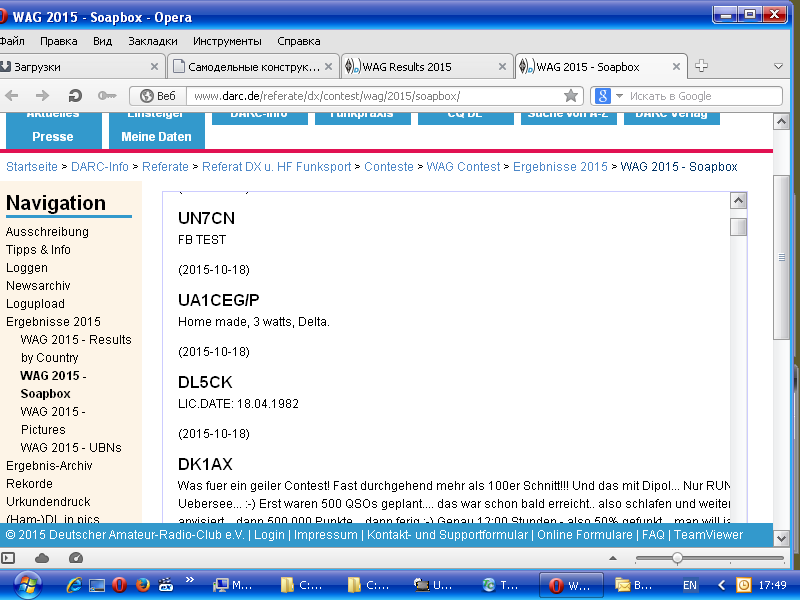 WAG 2015 - Soapbox - Opera
Файл Правка Вид Закладки Инструменты Справка
Загрузки
Самодельные конструк...
WAG Results 2015
WAG 2015 - Soapbox
Веб www.darc.de/referate/dx/contest/wag/2015/soapbox/
Искать в Google
Aktuelles Einsteiger DARC-Info Funkpraxis CQ DL Suche von A-Z DARC Verlag
Presse Meine Daten
Startseite > DARC-Info > Referate > Referat DX u. HF Funksport > Conteste > WAG Contest > Ergebnisse 2015 > WAG 2015 - Soapbox
Navigation
Ausschreibung
Tipps & Info
Loggen
Newsarchiv
Logupload
Ergebnisse 2015
WAG 2015 - Results
by Country
WAG 2015 -
Soapbox
WAG 2015 -
Pictures
WAG 2015 - UBNs
Ergebnis-Archiv
Rekorde
Urkundendruck
(Ham-)DL in pics
UN7CN
FB TEST
(2015-10-18)
UA1CEG/P
Home made, 3 watts, Delta.
(2015-10-18)
DL5CK
LIC.DATE: 18.04.1982
(2015-10-18)
DK1AX
Was fuer ein geiler Contest! Fast durchgehend mehr als 100er Schnitt!!! Und das mit Dipol... Nur RUN
Uebersee... :-) Erst waren 500 QSOs geplant.... das war schon bald erreicht.. also schlafen und weiter
anvisiert... dann 500.000 Punkte... dann ferig :-) Genau 12:00 Stunden - also 50% gefunkt... man will ja
© 2015 Deutscher Amateur-Radio-Club e.V. | Login | Impressum | Kontakt- und Supportformular | Online Formulare | FAQ | TeamViewer
M... C:... C:... U... T... W... B... EN 17:49